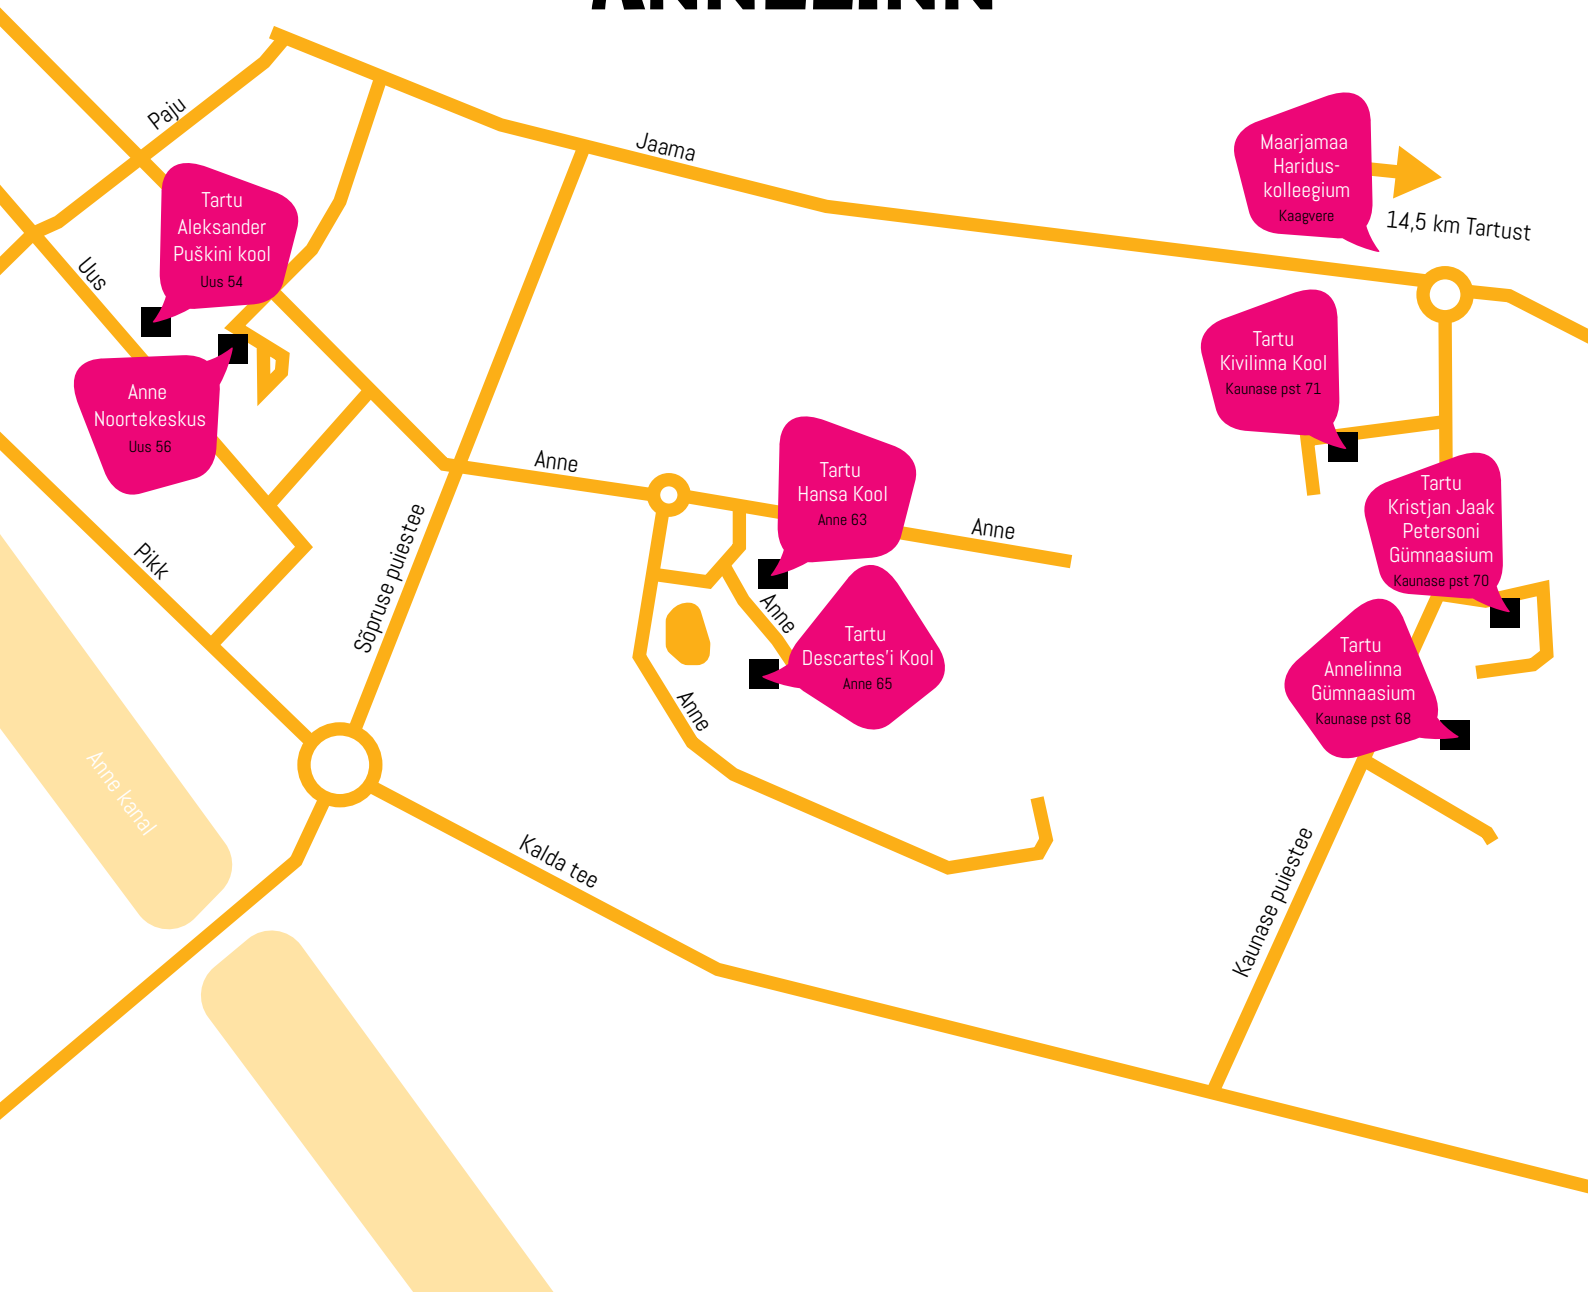 ANNELINN
Paju
Jaama
Maarjamaa
Haridus-
kolleegium
Kaagvere
14,5 km Tartust
Tartu
Aleksander
Puškini kool
Uus 54
Uus
Anne
Noortekeskus
Uus 56
Tartu
Kivilinna Kool
Kaunase pst 71
Anne
Tartu
Hansa Kool
Anne 63
Anne
Tartu
Kristjan Jaak
Petersoni
Gümnaasium
Kaunase pst 70
Pikk
Sõpruse puiestee
Anne
Tartu
Descartes'i Kool
Anne 65
Tartu
Annelinna
Gümnaasium
Kaunase pst 68
Anne
Anne kanal
Kalda tee
Kaunase puiestee